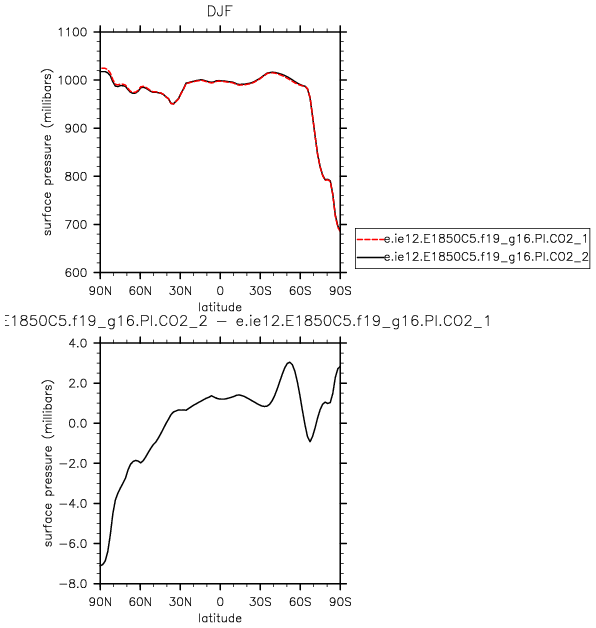 DJF
1100
1000
900
800
700
600
surface pressure (millibars)
90N 60N 30N 0 30S 60S 90S
latitude
e.ie12.E1850C5.f19_g16.PI.CO2_1
e.ie12.E1850C5.f19_g16.PI.CO2_2
E1850C5.f19_g16.PI.CO2_2 – e.ie12.E1850C5.f19_g16.PI.CO2_1
4.0
2.0
0.0
–2.0
–4.0
–6.0
–8.0
surface pressure (millibars)
90N 60N 30N 0 30S 60S 90S
latitude